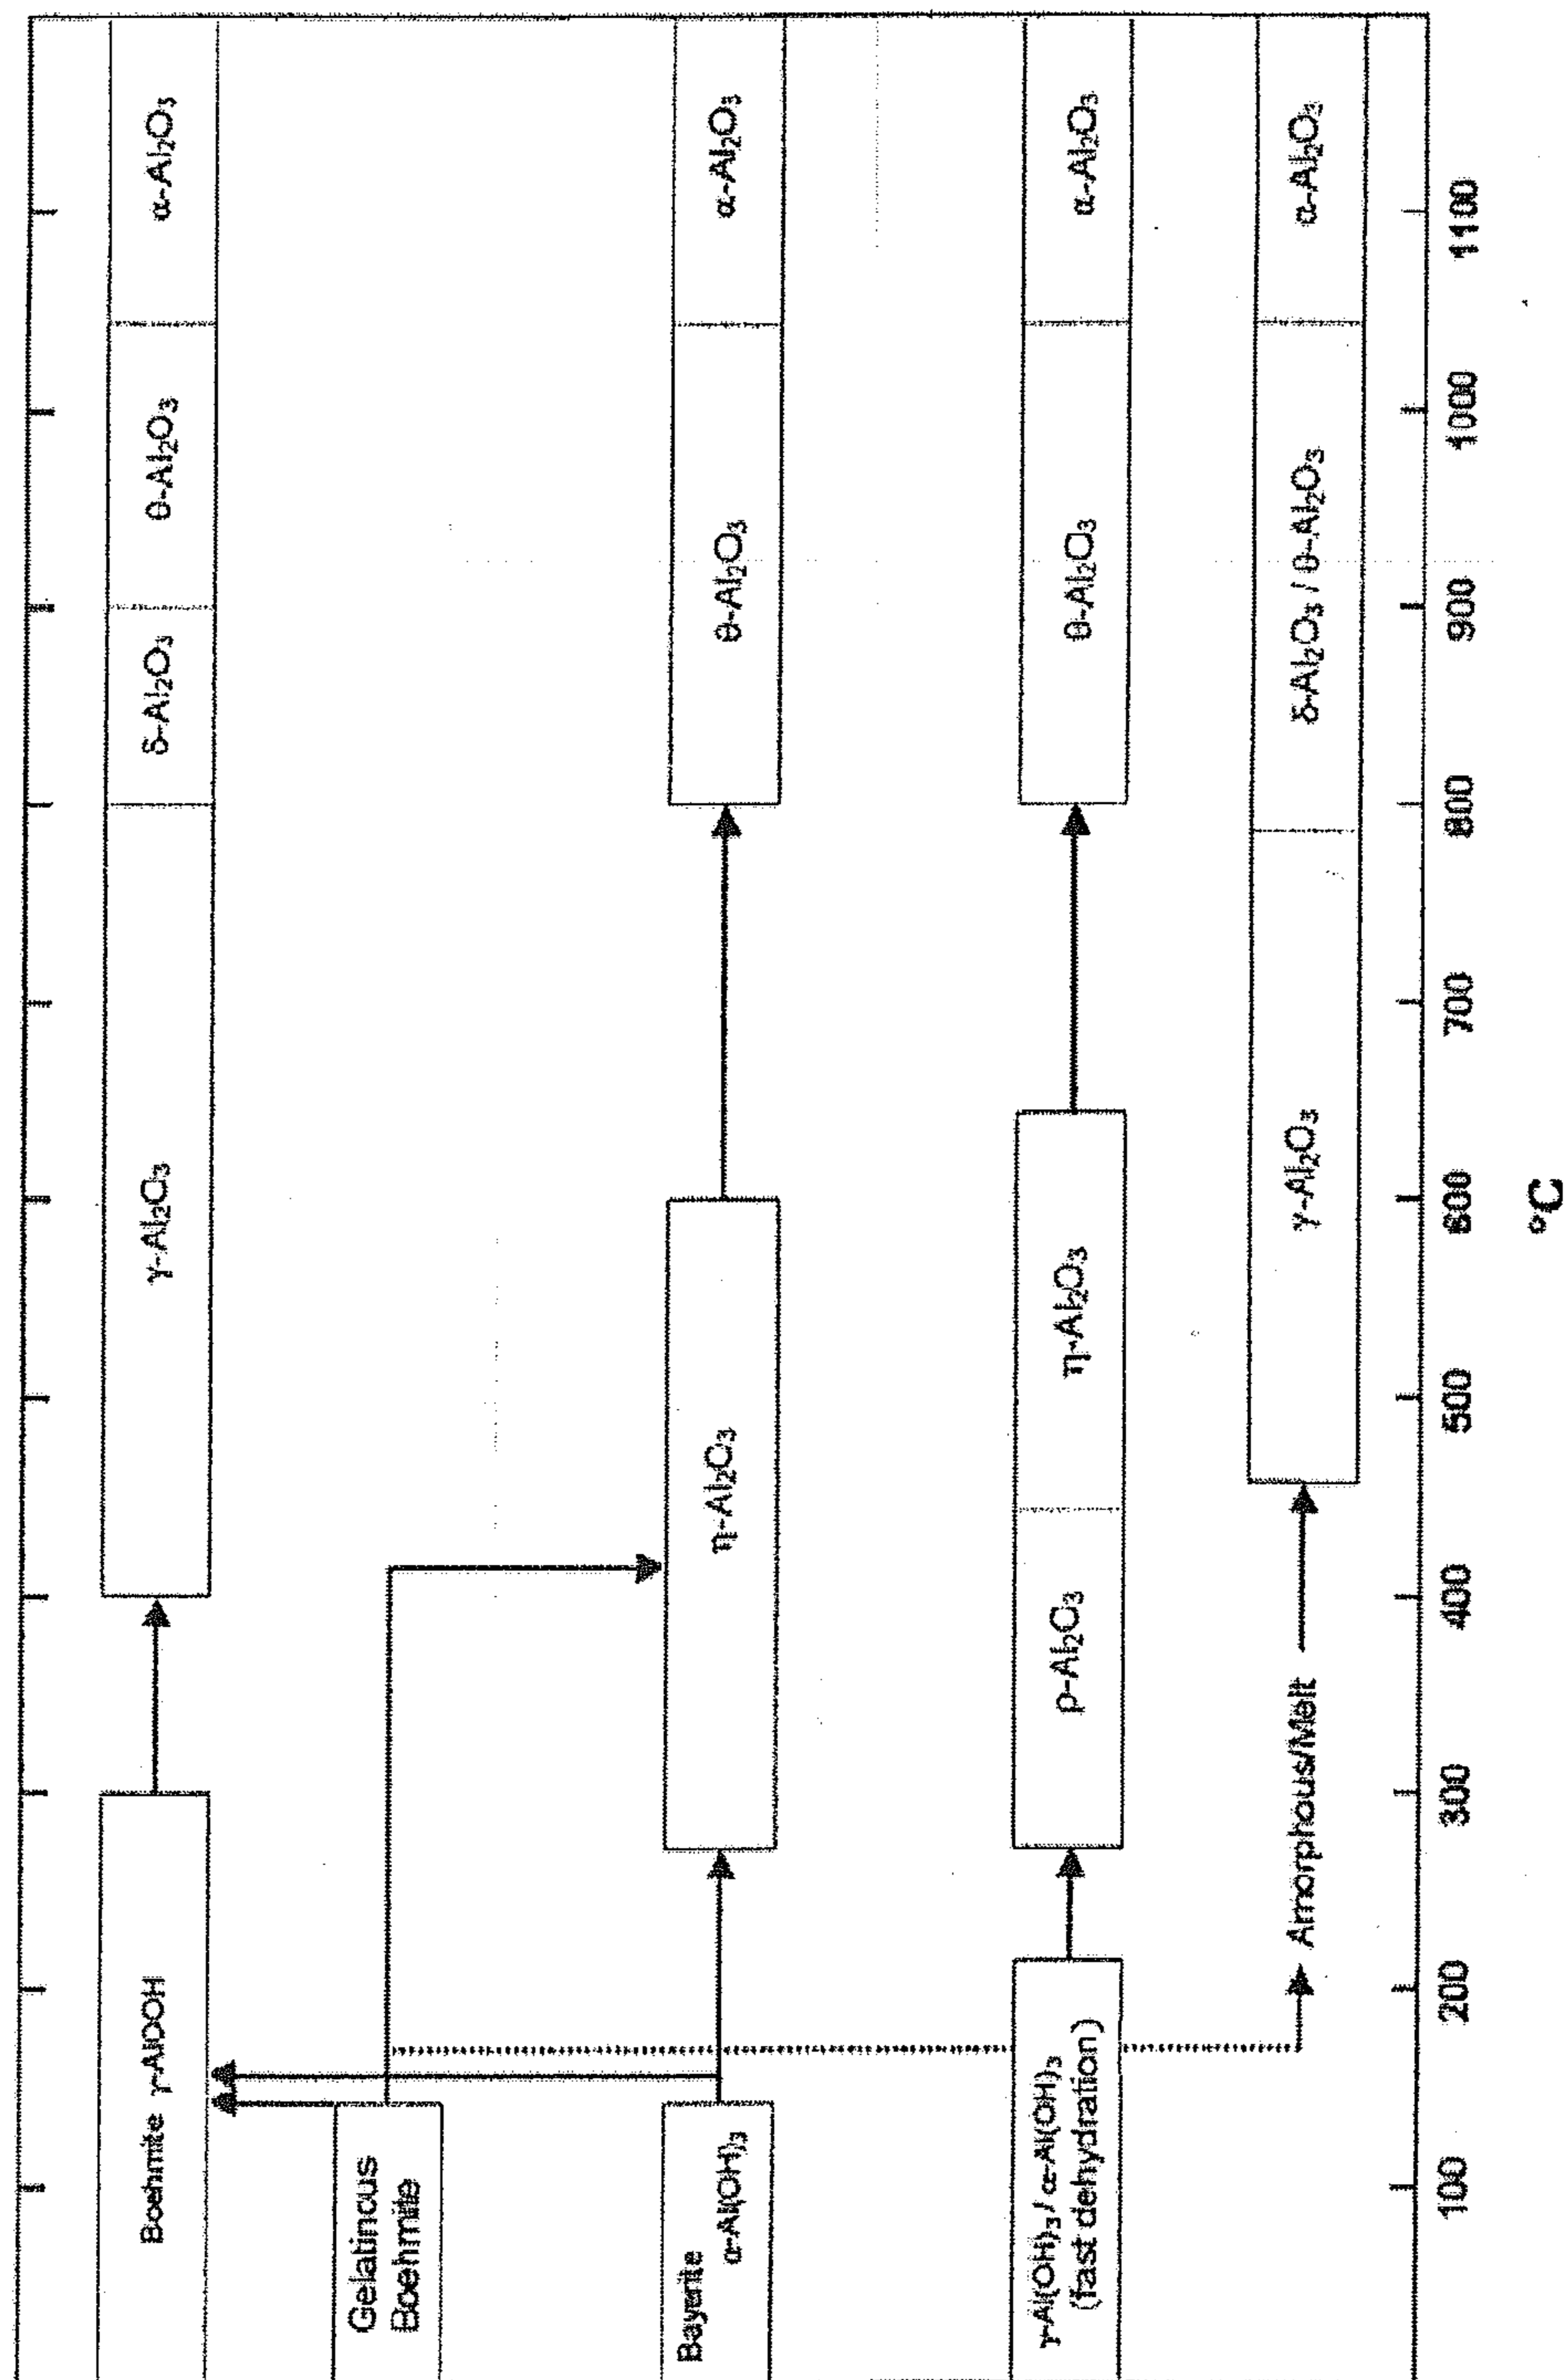 Boehmite γ-AlOOH
γ-Al₂O₃
δ-Al₂O₃
θ-Al₂O₃
α-Al₂O₃
Gelatinous
Boehmite
Bayerite
α-Al(OH)₃
η-Al₂O₃
θ-Al₂O₃
α-Al₂O₃
γ-Al(OH)₃ / α-Al(OH)₃
(fast dehydration)
ρ-Al₂O₃
η-Al₂O₃
θ-Al₂O₃
α-Al₂O₃
Amorphous/Melt
γ-Al₂O₃
δ-Al₂O₃ / θ-Al₂O₃
α-Al₂O₃
100 200 300 400 500 600 700 800 900 1000 1100
°C